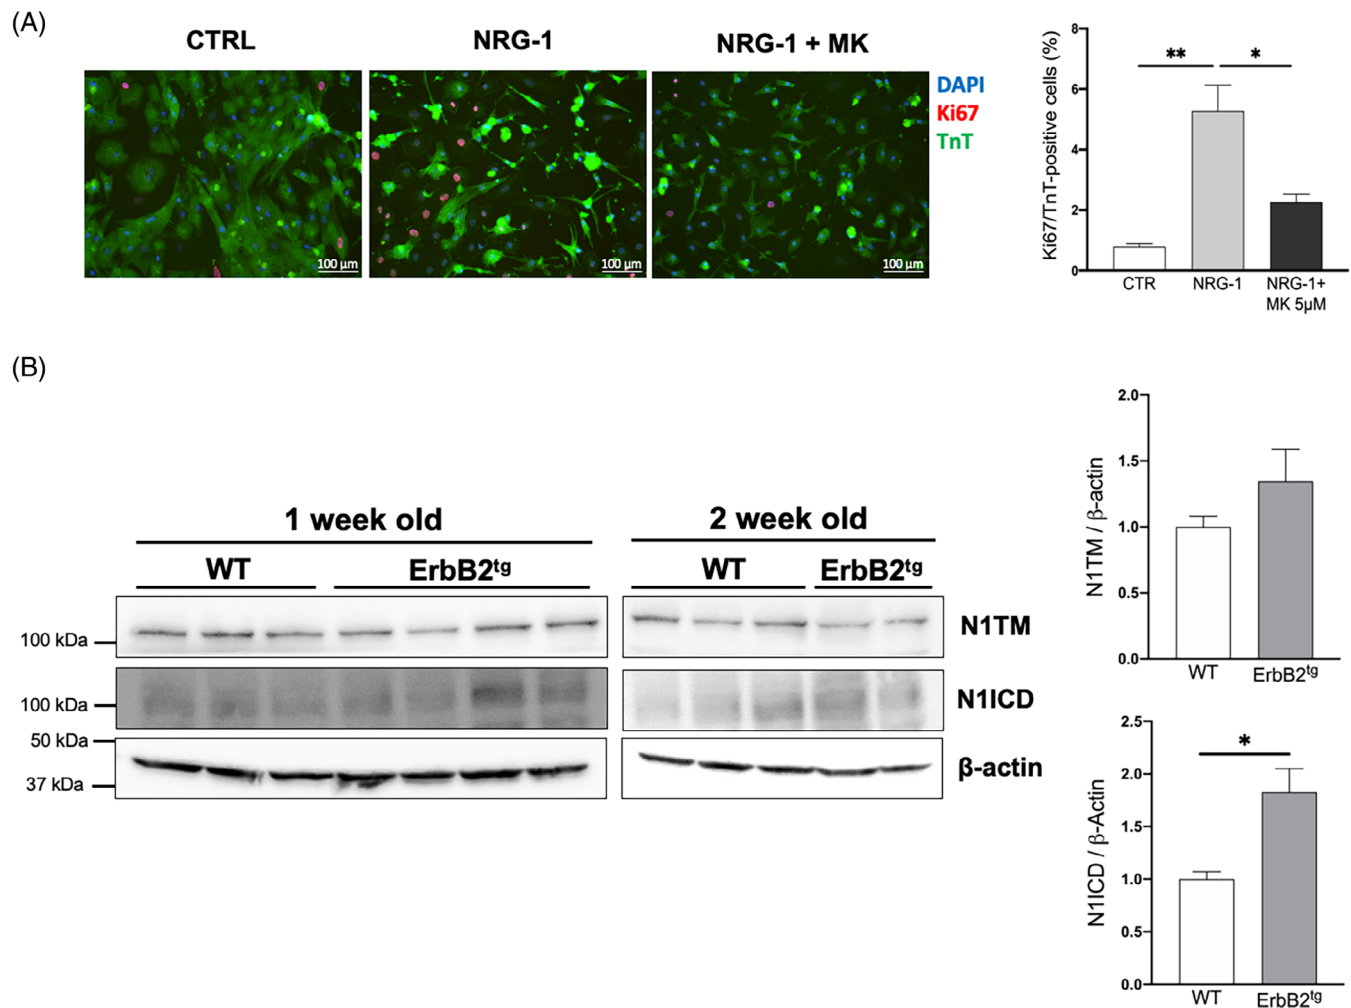 (A)
CTRL
NRG-1
NRG-1 + MK
DAPI
Ki67
TnT
100 µm
100 µm
100 µm
Ki67/TnT-positive cells (%)
8
6
4
2
0
**
*
CTR
NRG-1
NRG-1+
MK 5µM
(B)
1 week old
2 week old
WT
ErbB2tg
WT
ErbB2tg
100 kDa
N1TM
100 kDa
N1ICD
50 kDa
37 kDa
β-actin
N1TM / β-actin
2.0
1.5
1.0
0.5
0.0
WT
ErbB2tg
N1ICD / β-Actin
2.5
2.0
1.5
1.0
0.5
0.0
*
WT
ErbB2tg